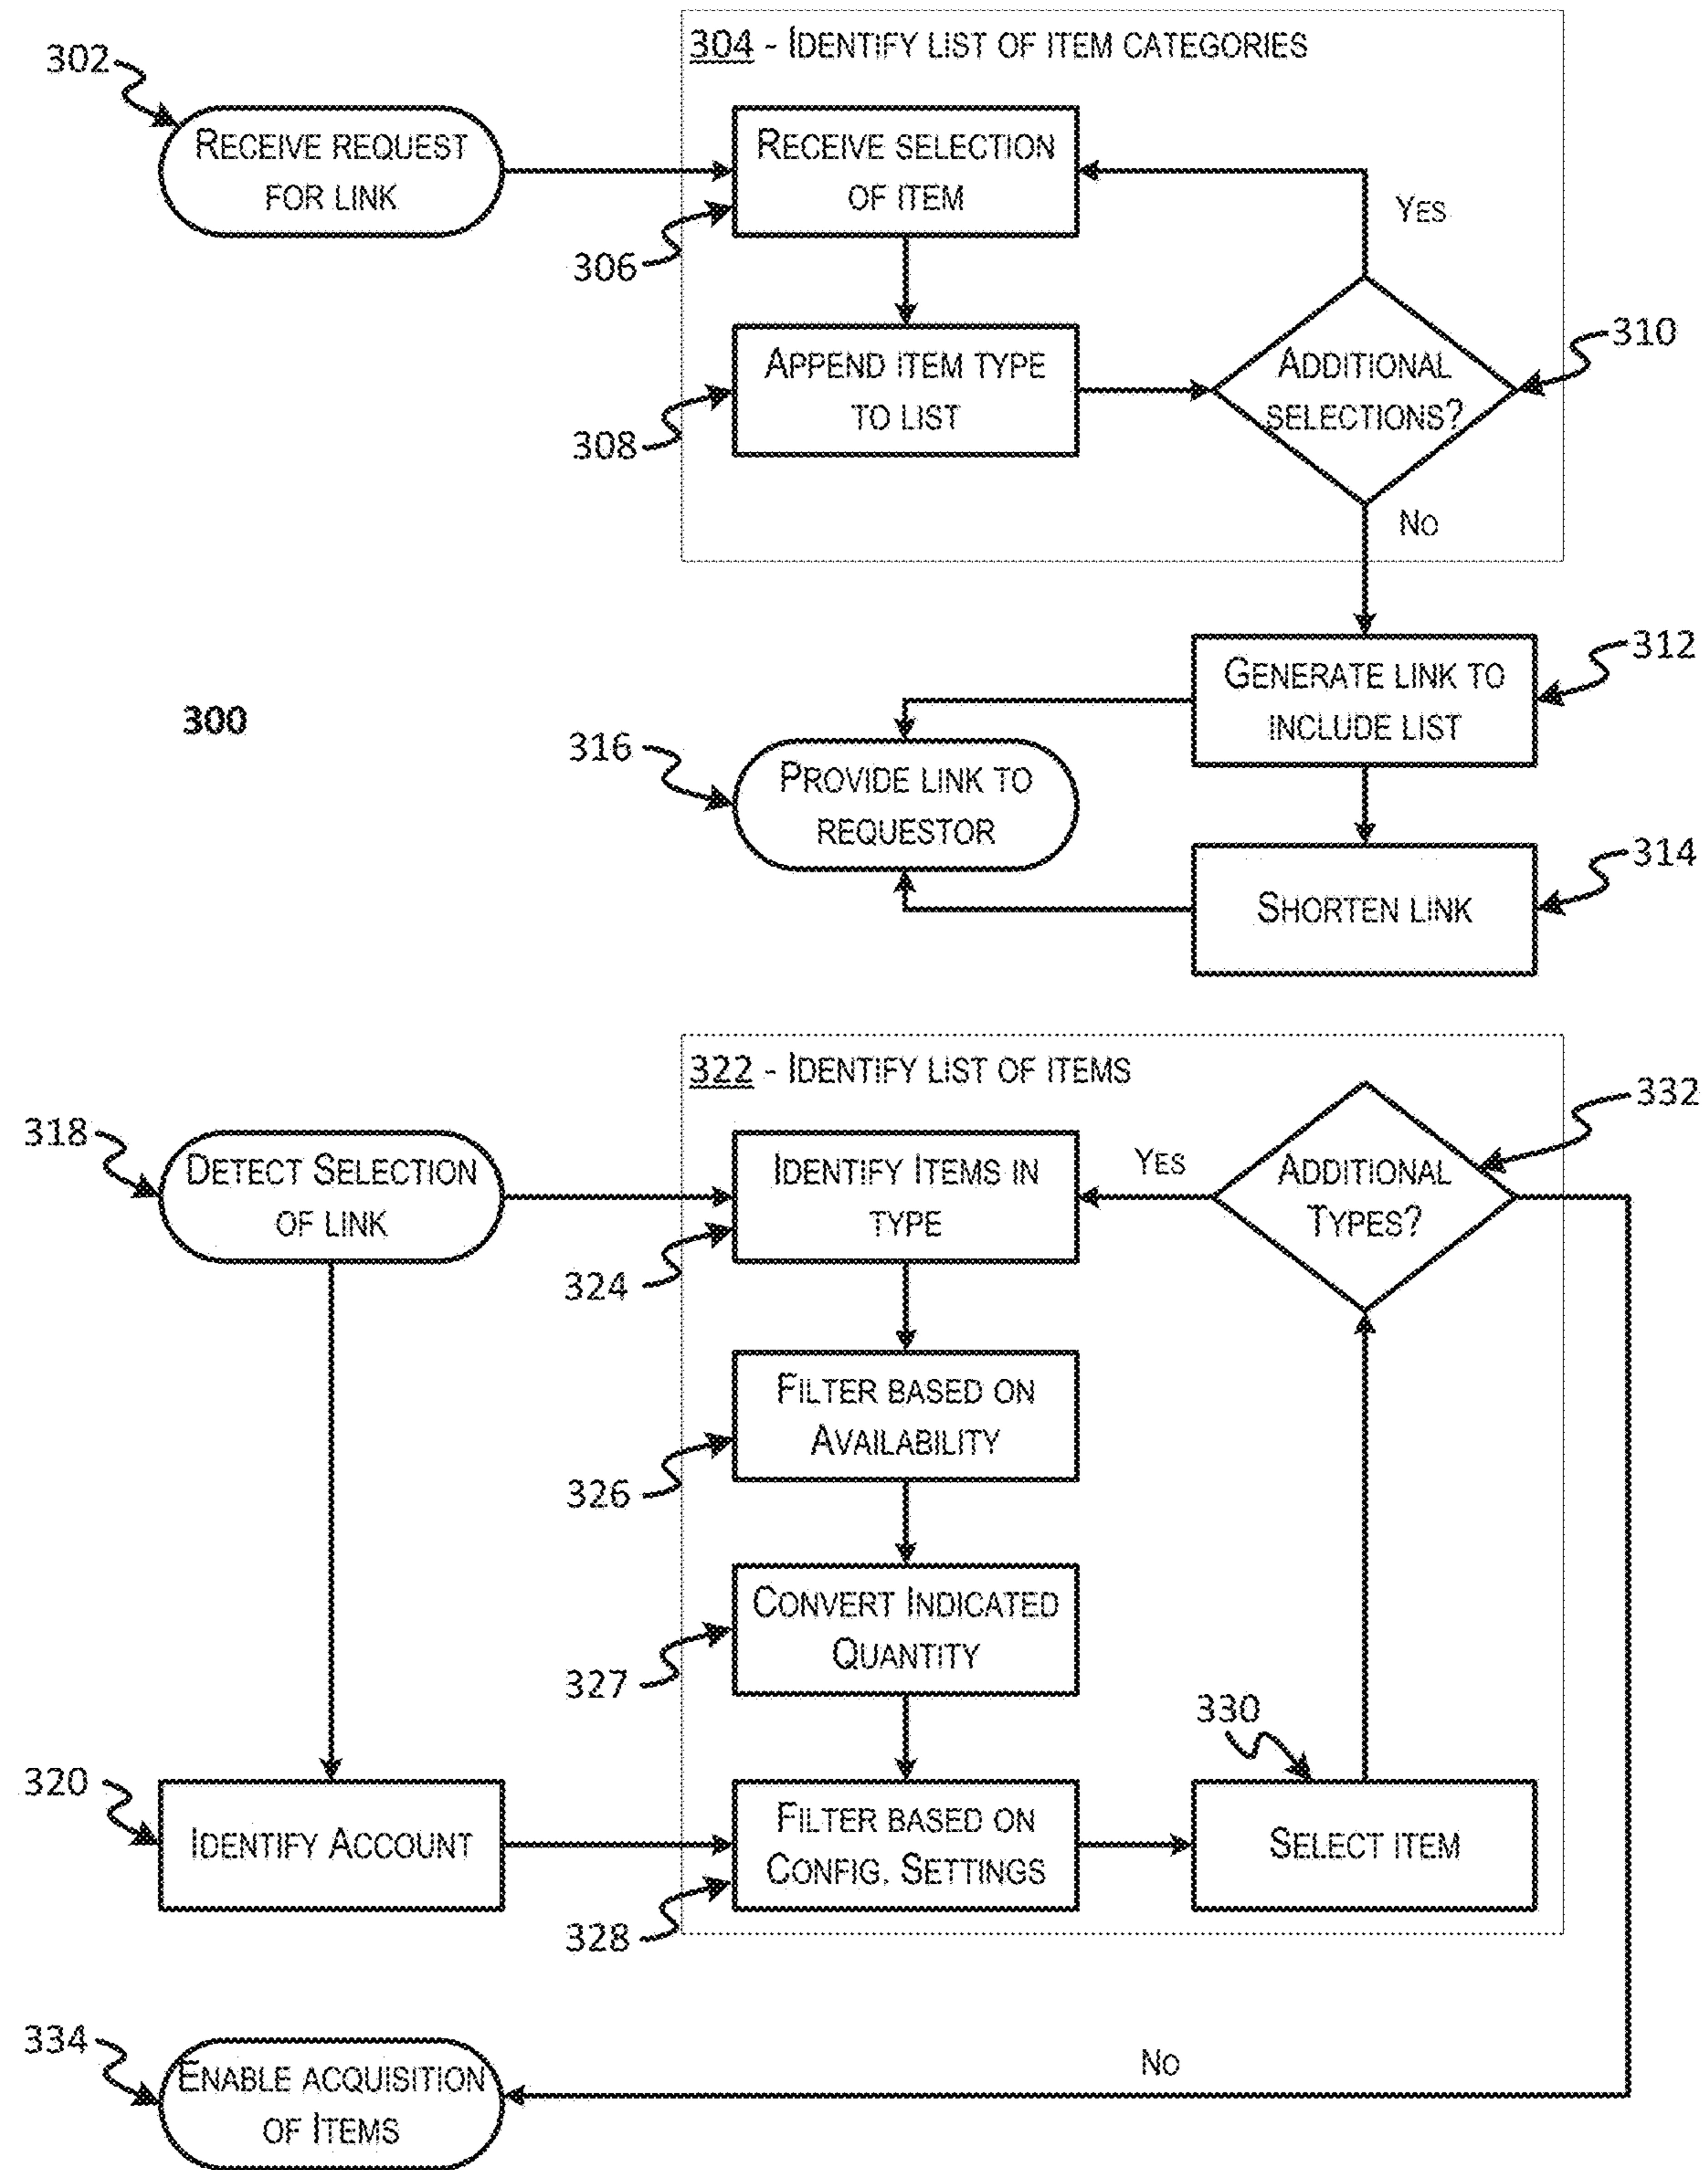 304 - Identify list of item categories
302
Receive request
for link
Receive selection
of item
Yes
306
310
Append item type
to list
Additional
selections?
308
No
312
Generate link to
include list
300
316
Provide link to
requestor
314
Shorten link
322 - Identify list of items
332
318
Detect Selection
of link
Identify Items in
type
Yes
Additional
Types?
324
Filter based on
Availability
326
Convert Indicated
Quantity
327
330
320
Identify Account
Filter based on
Config. Settings
Select item
328
334
Enable acquisition
of Items
No